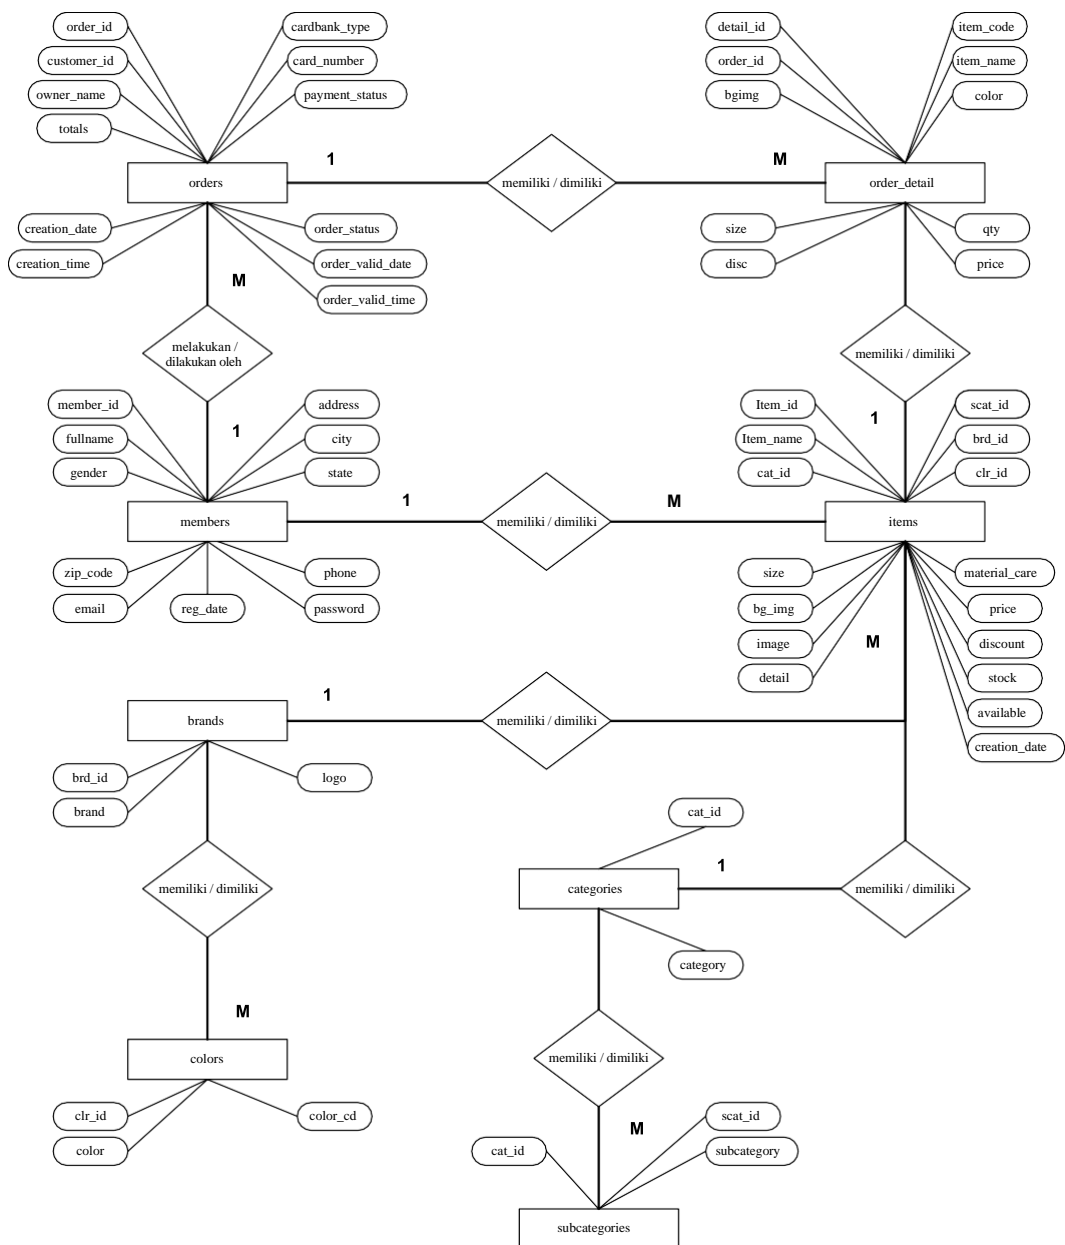 order_id
cardbank_type
customer_id
card_number
owner_name
payment_status
totals
orders
1
memiliki / dimiliki
M
detail_id
item_code
order_id
item_name
bgimg
color
order_detail
creation_date
order_status
creation_time
order_valid_date
order_valid_time
M
size
qty
disc
price
melakukan /
dilakukan oleh
memiliki / dimiliki
member_id
address
fullname
city
gender
state
1
members
1
memiliki / dimiliki
M
Item_id
scat_id
Item_name
brd_id
cat_id
clr_id
1
items
zip_code
phone
email
reg_date
password
size
material_care
bg_img
price
image
discount
detail
stock
available
creation_date
M
brands
1
memiliki / dimiliki
brd_id
logo
brand
memiliki / dimiliki
M
cat_id
categories
1
memiliki / dimiliki
category
colors
clr_id
color_cd
color
memiliki / dimiliki
M
cat_id
scat_id
subcategory
subcategories